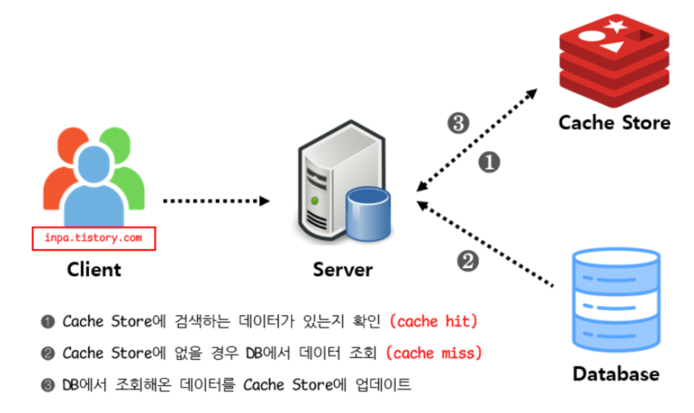 Cache Store
❸
❶
inpa.tistory.com
Client
Server
❷
Database
❶ Cache Store에 검색하는 데이터가 있는지 확인 (cache hit)
❷ Cache Store에 없을 경우 DB에서 데이터 조회 (cache miss)
❸ DB에서 조회해온 데이터를 Cache Store에 업데이트